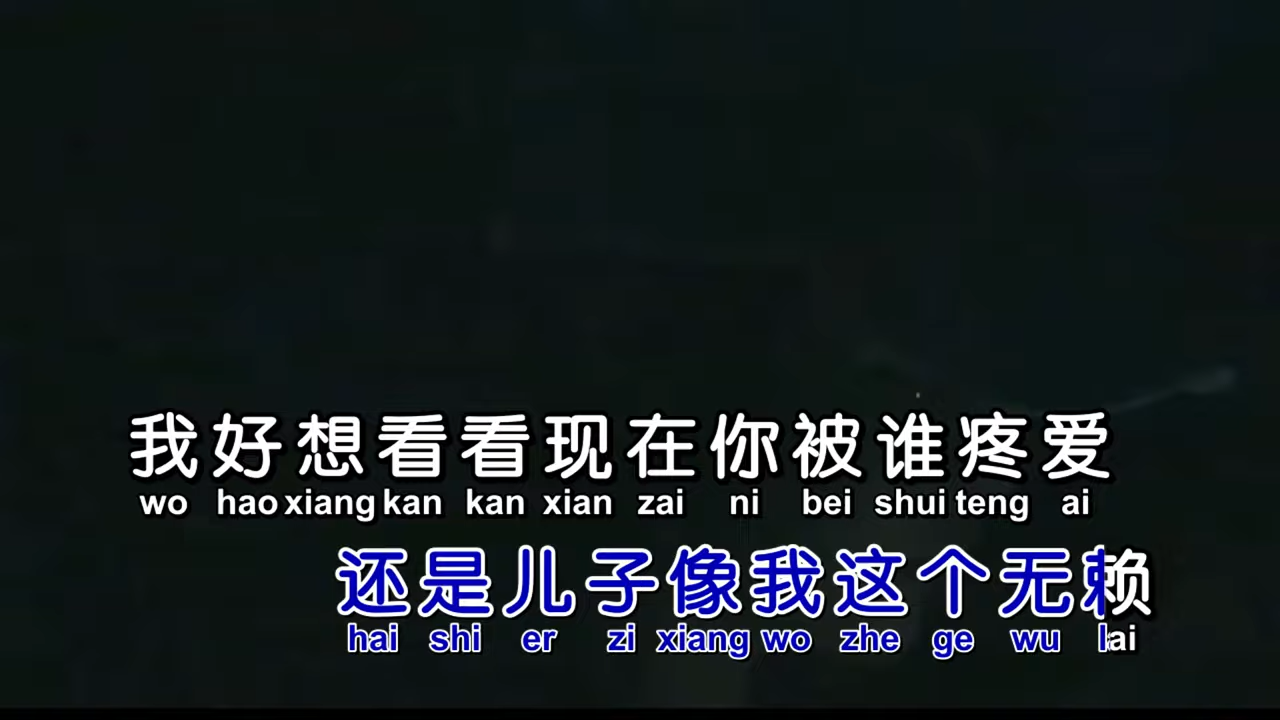 我好想看看现在你被谁疼爱
wo hao xiang kan kan xian zai ni bei shui teng ai
还是儿子像我这个无赖
hai shi er zi xiang wo zhe ge wu lai